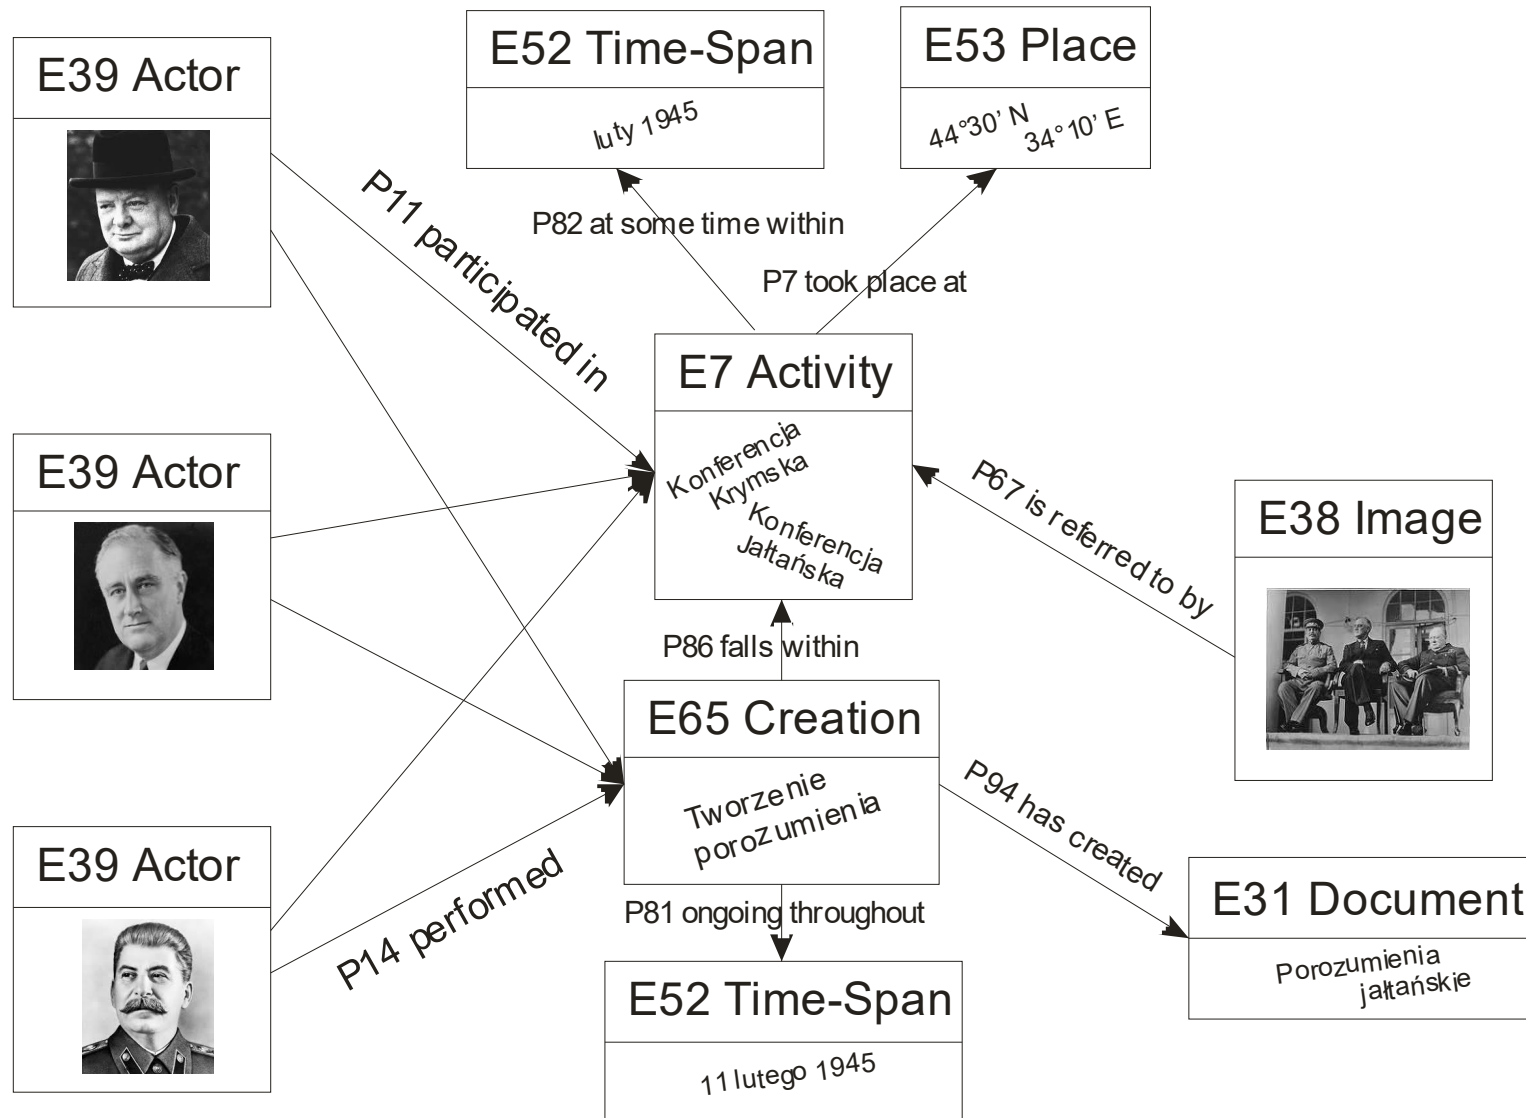 E39 Actor
E52 Time-Span
luty 1945
E53 Place
44°30’ N
34°10’ E
P11 participated in
P82 at some time within
P7 took place at
E7 Activity
Konferencja
Krymska
Konferencja
Jałtańska
E39 Actor
P67 is referred to by
E38 Image
P86 falls within
E65 Creation
Tworzenie
porozumienia
P94 has created
E39 Actor
P14 performed
P81 ongoing throughout
E31 Document
Porozumienia
jałtańskie
E52 Time-Span
11 lutego 1945